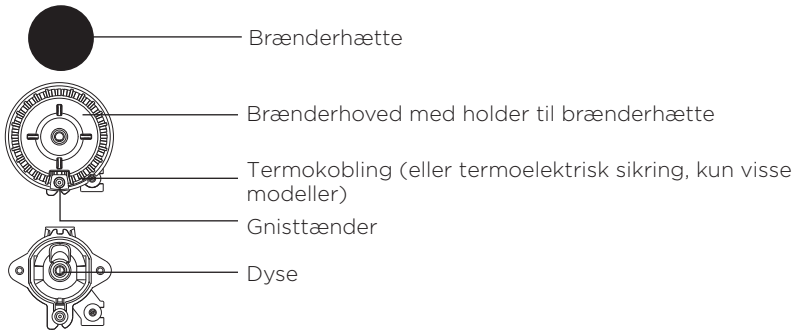 Brænderhætte
Brænderhoved med holder til brænderhætte
Termokobling (eller termoelektrisk sikring, kun visse
modeller)
Gnisttænder
Dyse